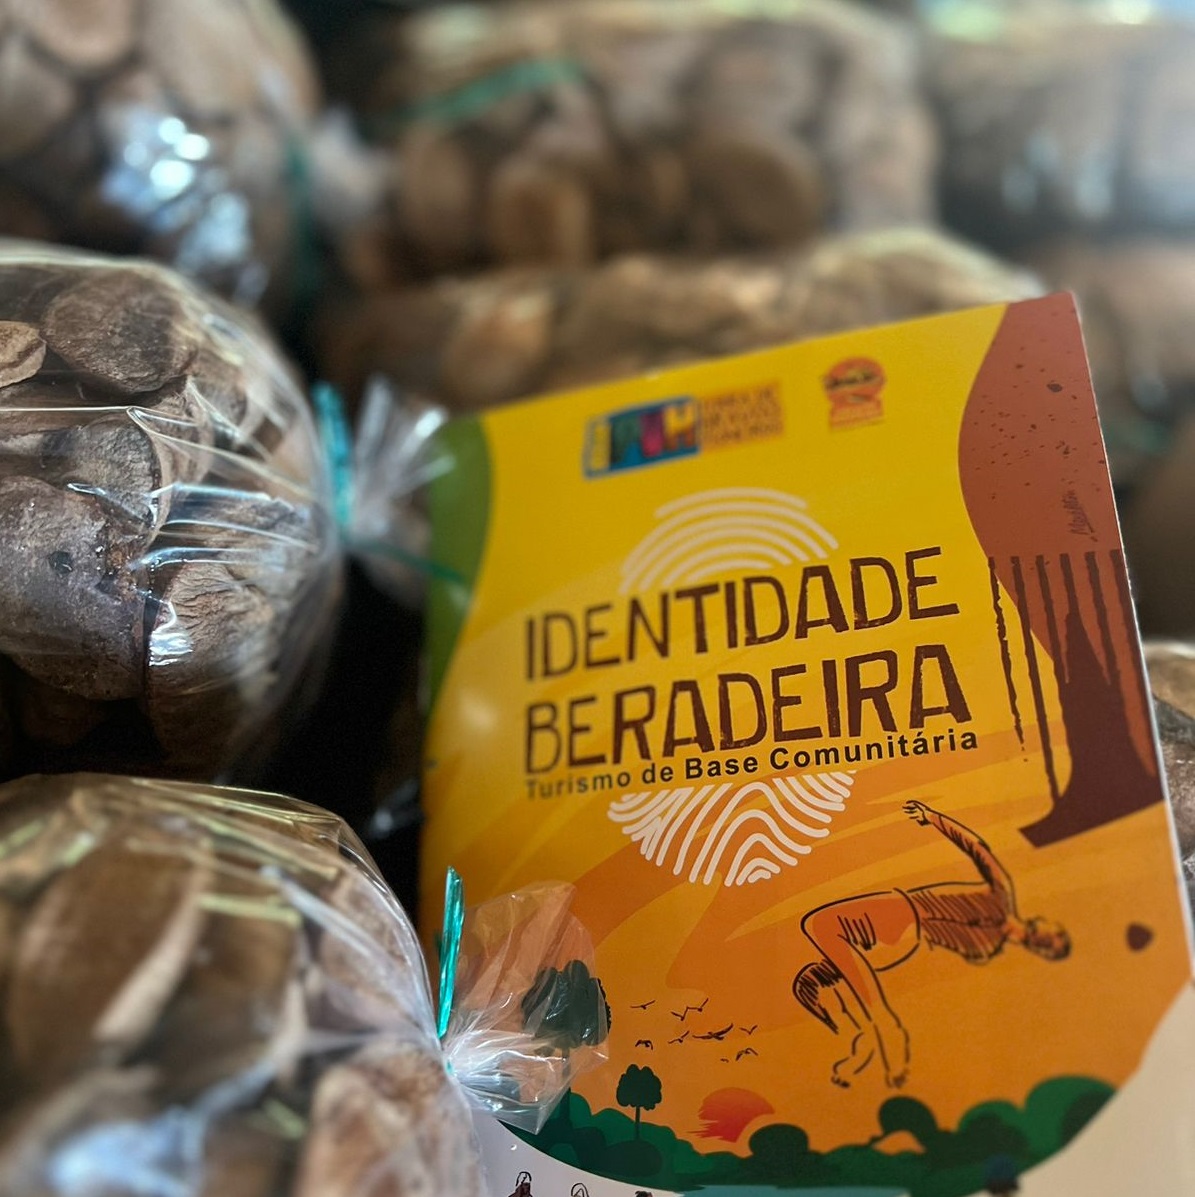 IDENTIDADE
BERADEIRA
Turismo de Base Comunitária